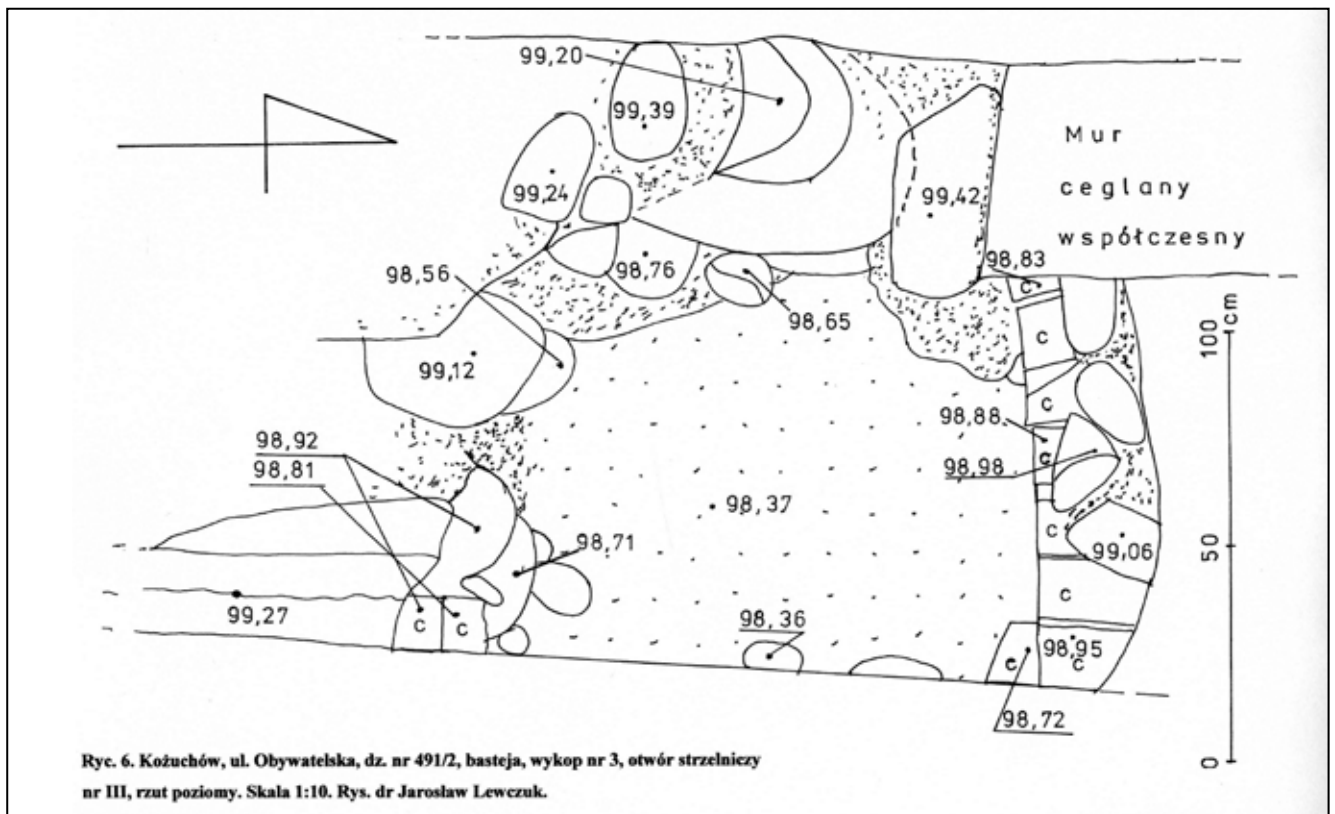 99,20
99,39
99,24
99,42
Mur
ceglany
współczesny
98,83
c
98,76
98,56
98,65
100 cm
99,12
c
c
98,88
98,92
98,81
c
98,98
98,37
c
50
98,71
99,06
99,27
c
c
c
98,36
98,95
c
c
98,72
0
Ryc. 6. Kożuchów, ul. Obywatelska, dz. nr 491/2, basteja, wykop nr 3, otwór strzelniczy
nr III, rzut poziomy. Skala 1:10. Rys. dr Jarosław Lewczuk.